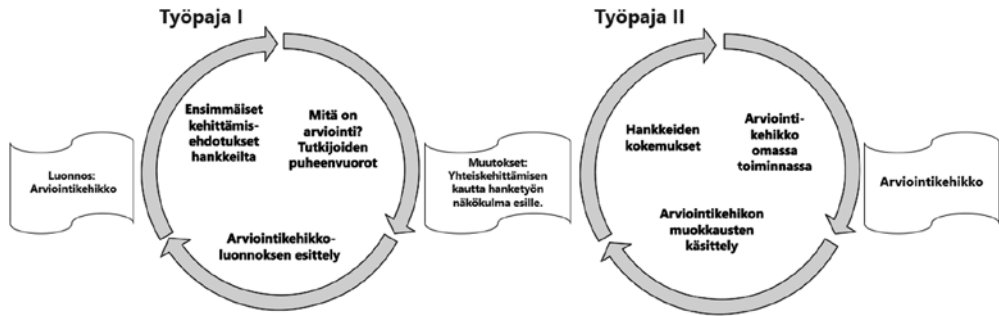 Työpaja I
Ensimmäiset
kehittämis-
ehdotukset
hankkeilta
Mitä on
arviointi?
Tutkijoiden
puheenvuorot
Arviointikehikko-
luonnoksen esittely
Luonnos:
Arviointikehikko
Muutokset:
Yhteiskehittämisen
kautta hanketyön
näkökulma esille.
Työpaja II
Hankkeiden
kokemukset
Arviointi-
kehikko
omassa
toiminnassa
Arviointikehikon
muokkausten
käsittely
Arviointikehikko